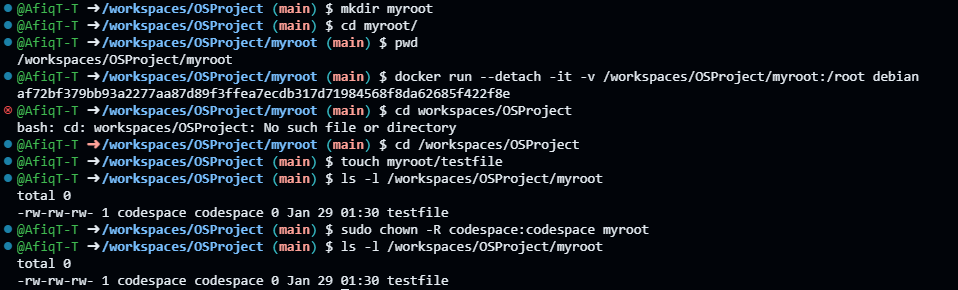 @AfiqT-T ➜/workspaces/OSProject (main) $ mkdir myroot
@AfiqT-T ➜/workspaces/OSProject (main) $ cd myroot/
@AfiqT-T ➜/workspaces/OSProject/myroot (main) $ pwd
/workspaces/OSProject/myroot
@AfiqT-T ➜/workspaces/OSProject/myroot (main) $ docker run --detach -it -v /workspaces/OSProject/myroot:/root debian
af72bf379bb93a2277aa87d89f3ffea7ecdb317d71984568f8da62685f422f8e
@AfiqT-T ➜/workspaces/OSProject/myroot (main) $ cd workspaces/OSProject
bash: cd: workspaces/OSProject: No such file or directory
@AfiqT-T ➜/workspaces/OSProject/myroot (main) $ cd /workspaces/OSProject
@AfiqT-T ➜/workspaces/OSProject (main) $ touch myroot/testfile
@AfiqT-T ➜/workspaces/OSProject (main) $ ls -l /workspaces/OSProject/myroot
total 0
-rw-rw-rw- 1 codespace codespace 0 Jan 29 01:30 testfile
@AfiqT-T ➜/workspaces/OSProject (main) $ sudo chown -R codespace:codespace myroot
@AfiqT-T ➜/workspaces/OSProject (main) $ ls -l /workspaces/OSProject/myroot
total 0
-rw-rw-rw- 1 codespace codespace 0 Jan 29 01:30 testfile